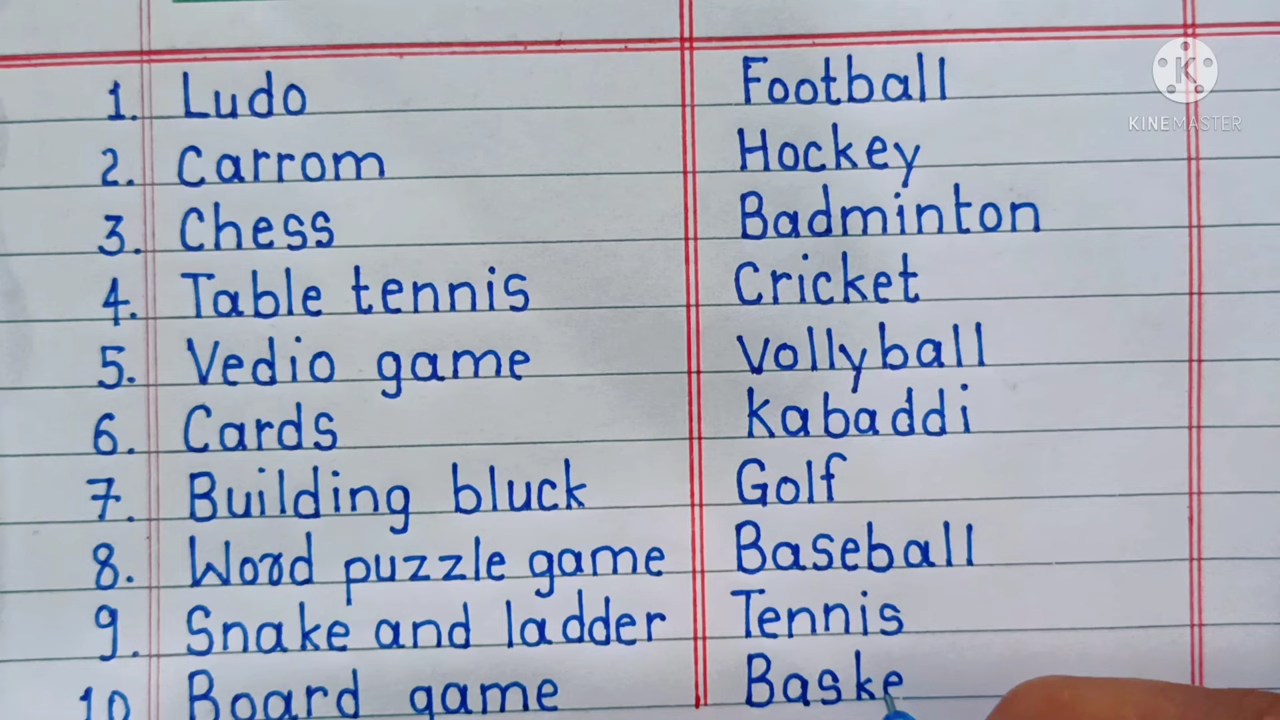 1. Ludo Football
2. Carrom Hockey
3. Chess Badminton
4. Table tennis Cricket
5. Vedio game Vollyball
6. Cards Kabaddi
7. Building bluck Golf
8. Word puzzle game Baseball
9. Snake and ladder Tennis
10 Board game Baske
KINEMASTER